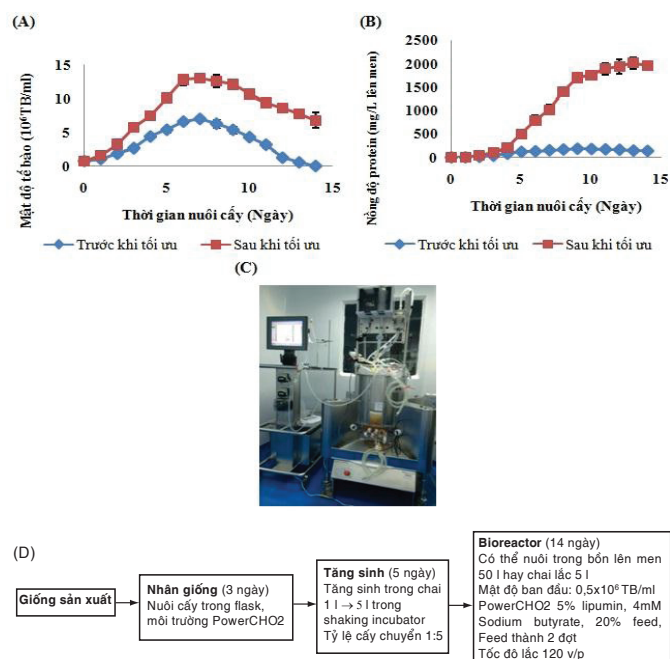 (A)
Mật độ tế bào (10⁶TB/ml)
15
10
5
0
0 5 10 15
Thời gian nuôi cấy (Ngày)
Trước khi tối ưu Sau khi tối ưu
(B)
Nồng độ protein (mg/L lên men)
2500
2000
1500
1000
500
0
0 5 10 15
Thời gian nuôi cấy (Ngày)
Trước khi tối ưu Sau khi tối ưu
(C)
(D)
Giống sản xuất
Nhân giống (3 ngày)
Nuôi cấy trong flask,
môi trường PowerCHO2
Tăng sinh (5 ngày)
Tăng sinh trong chai
1 l → 5 l trong
shaking incubator
Tỷ lệ cấy chuyển 1:5
Bioreactor (14 ngày)
Có thể nuôi trong bồn lên men
50 l hay chai lắc 5 l
Mật độ ban đầu: 0,5x10⁶ TB/ml
PowerCHO2 5% lipumin, 4mM
Sodium butyrate, 20% feed,
Feed thành 2 đợt
Tốc độ lắc 120 v/p